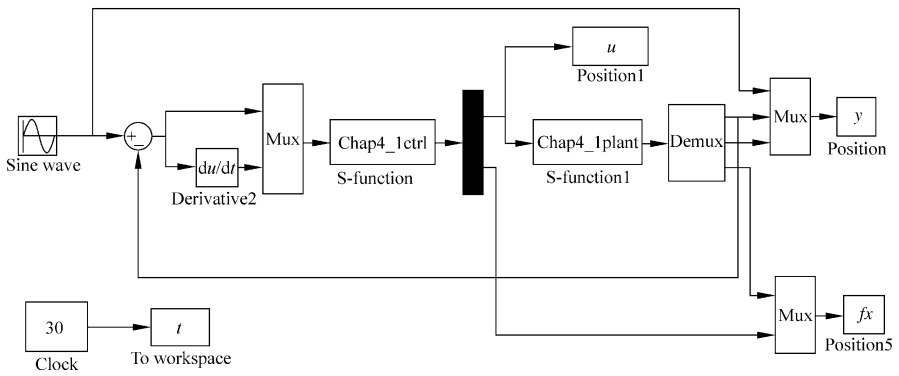 u
Position1
Mux
Mux
y
Position
Sine wave
+
−
du/dt
Derivative2
Chap4_1ctrl
S-function
Chap4_1plant
S-function1
Demux
30
Clock
t
To workspace
Mux
fx
Position5